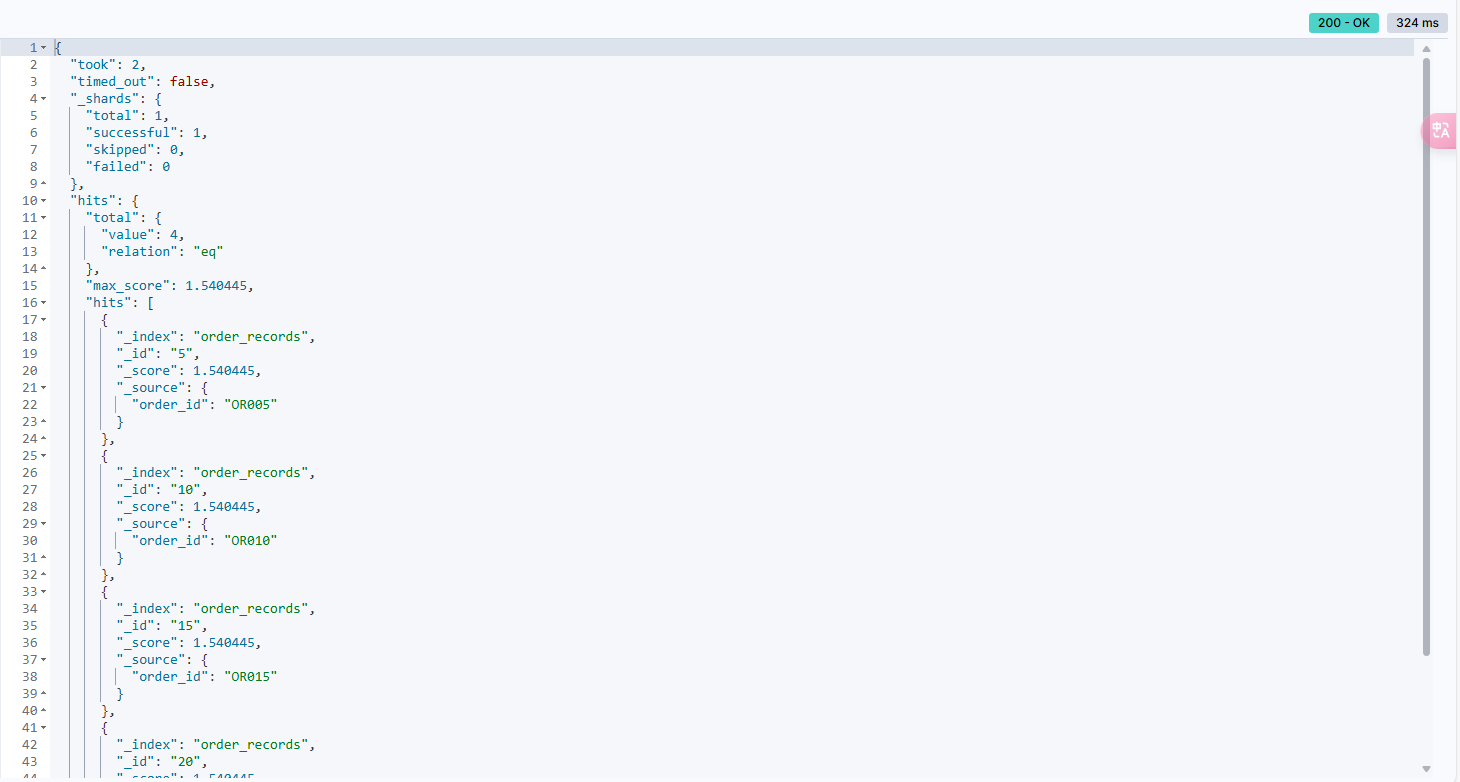 200 - OK 324 ms
1 {
2 "took": 2,
3 "timed_out": false,
4 "_shards": {
5 "total": 1,
6 "successful": 1,
7 "skipped": 0,
8 "failed": 0
9 },
10 "hits": {
11 "total": {
12 "value": 4,
13 "relation": "eq"
14 },
15 "max_score": 1.540445,
16 "hits": [
17 {
18 "_index": "order_records",
19 "_id": "5",
20 "_score": 1.540445,
21 "_source": {
22 "order_id": "OR005"
23 }
24 },
25 {
26 "_index": "order_records",
27 "_id": "10",
28 "_score": 1.540445,
29 "_source": {
30 "order_id": "OR010"
31 }
32 },
33 {
34 "_index": "order_records",
35 "_id": "15",
36 "_score": 1.540445,
37 "_source": {
38 "order_id": "OR015"
39 }
40 },
41 {
42 "_index": "order_records",
43 "_id": "20",
44 "_score": 1.540445,
中A